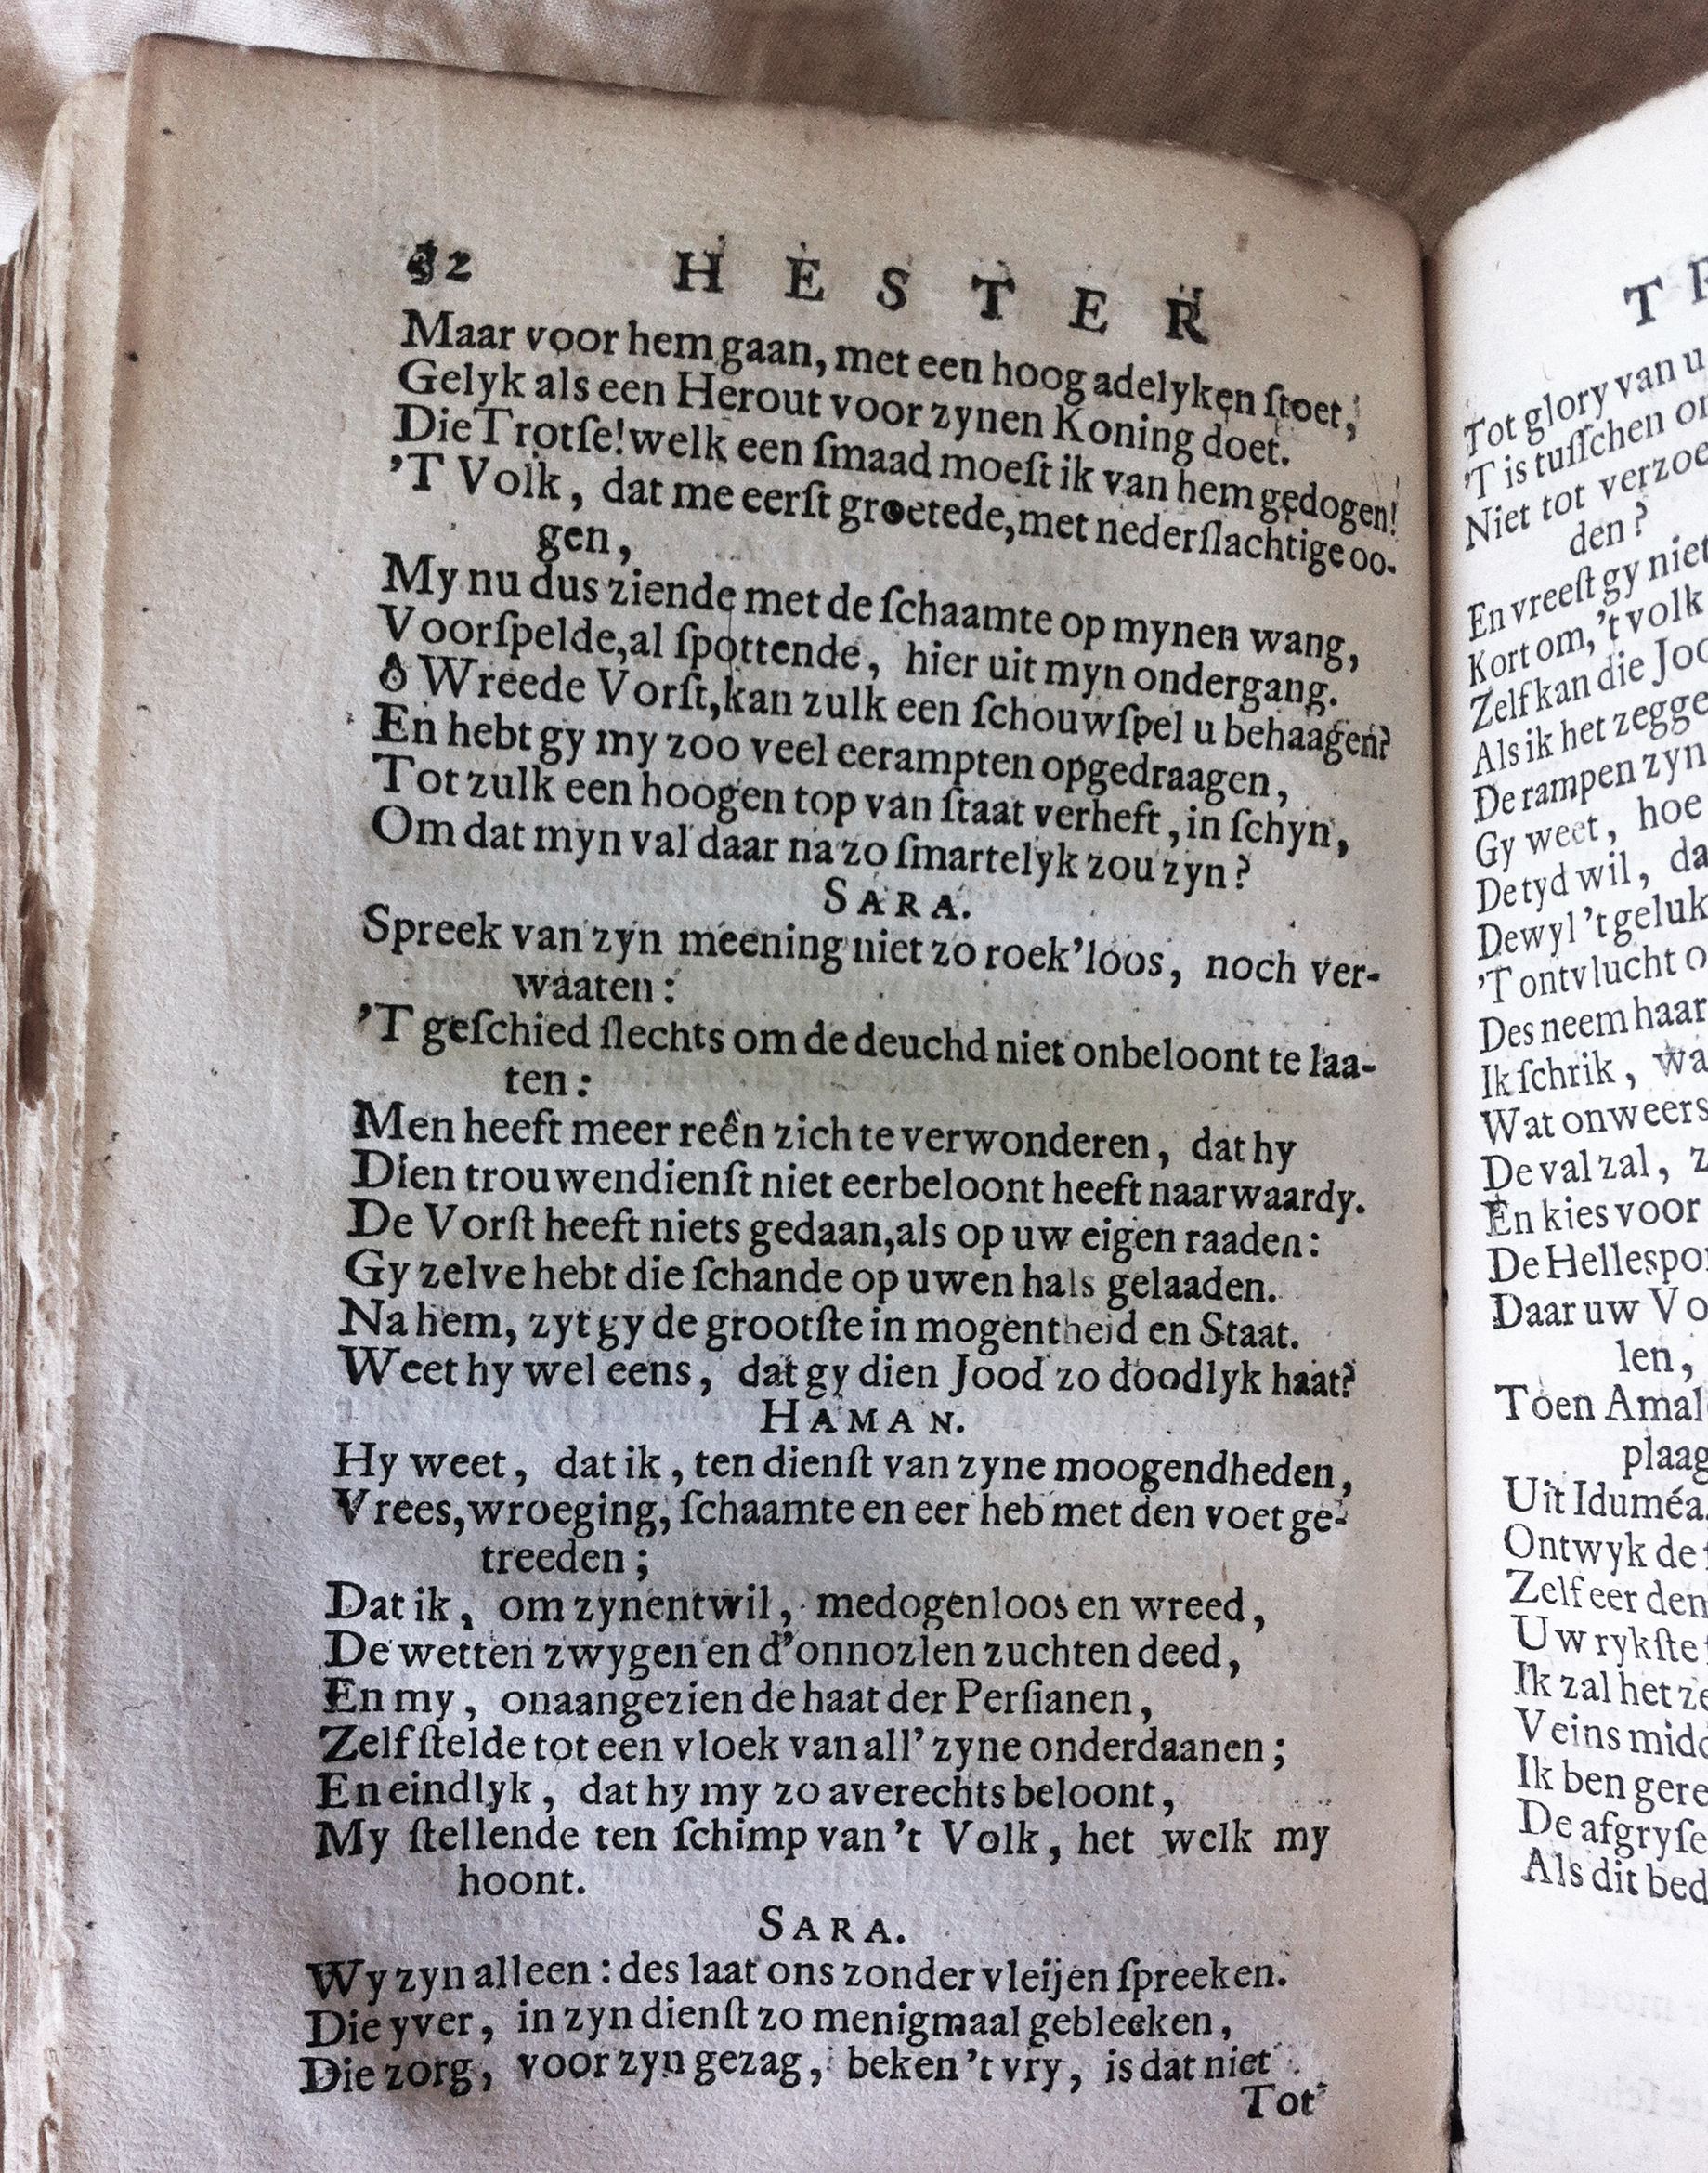 52 HESTER
Maar voor hem gaan, met een hoog adelyken ſtoet,
Gelyk als een Herout voor zynen Koning doet.
Die Trotſe! welk een ſmaad moeſt ik van hem gedogen!
'T Volk, dat me eerſt groetede, met nederſlachtige oo-
gen,
My nu dus ziende met de ſchaamte op mynen wang,
Voorſpelde, al ſpottende, hier uit myn ondergang.
ô Wreede Vorſt, kan zulk een ſchouwſpel u behaagen?
En hebt gy my zoo veel eerampten opgedraagen,
Tot zulk een hoogen top van ſtaat verheft, in ſchyn,
Om dat myn val daar na zo ſmartelyk zou zyn?
SARA.
Spreek van zyn meening niet zo roek'loos, noch ver-
waaten:
'T geſchied ſlechts om de deuchd niet onbeloont te laa-
ten:
Men heeft meer reên zich te verwonderen, dat hy
Dien trouwen dienſt niet eerbeloont heeft naar waardy.
De Vorſt heeft niets gedaan, als op uw eigen raaden:
Gy zelve hebt die ſchande op uwen hals gelaaden.
Na hem, zyt gy de grootſte in mogentheid en Staat.
Weet hy wel eens, dat gy dien Jood zo doodlyk haat?
HAMAN.
Hy weet, dat ik, ten dienſt van zyne moogendheden,
Vrees, wroeging, ſchaamte en eer heb met den voet ge-
treeden;
Dat ik, om zynent wil, medogenloos en wreed,
De wetten zwygen en d'onnozlen zuchten deed,
En my, onaangezien de haat der Perſianen,
Zelf ſtelde tot een vloek van all' zyne onderdaanen;
En eindlyk, dat hy my zo averechts beloont,
My ſtellende ten ſchimp van 't Volk, het welk my
hoont.
SARA.
Wy zyn alleen: des laat ons zonder vleijen ſpreeken.
Die yver, in zyn dienſt zo menigmaal gebleeken,
Die zorg, voor zyn gezag, beken 't vry, is dat niet
Tot
T
Tot glory van u
'T is tuſſchen
Niet tot
den?
En vreeſt gy niet
Kort om, 't volk
Zelf kan die
Als ik het
De rampen zyn
Gy weet, hoe
De tyd wil,
Dewyl 't geluk
'T ontvlucht
Des neem haar
Ik ſchrik,
Wat onweers
De val zal,
En kies voor
De
Daar uw
len,
Toen
Uit Iduméa
Ontwyk de
Zelf eer den
Uw rykſte
Ik zal het
Veins
Ik ben
De
Als dit